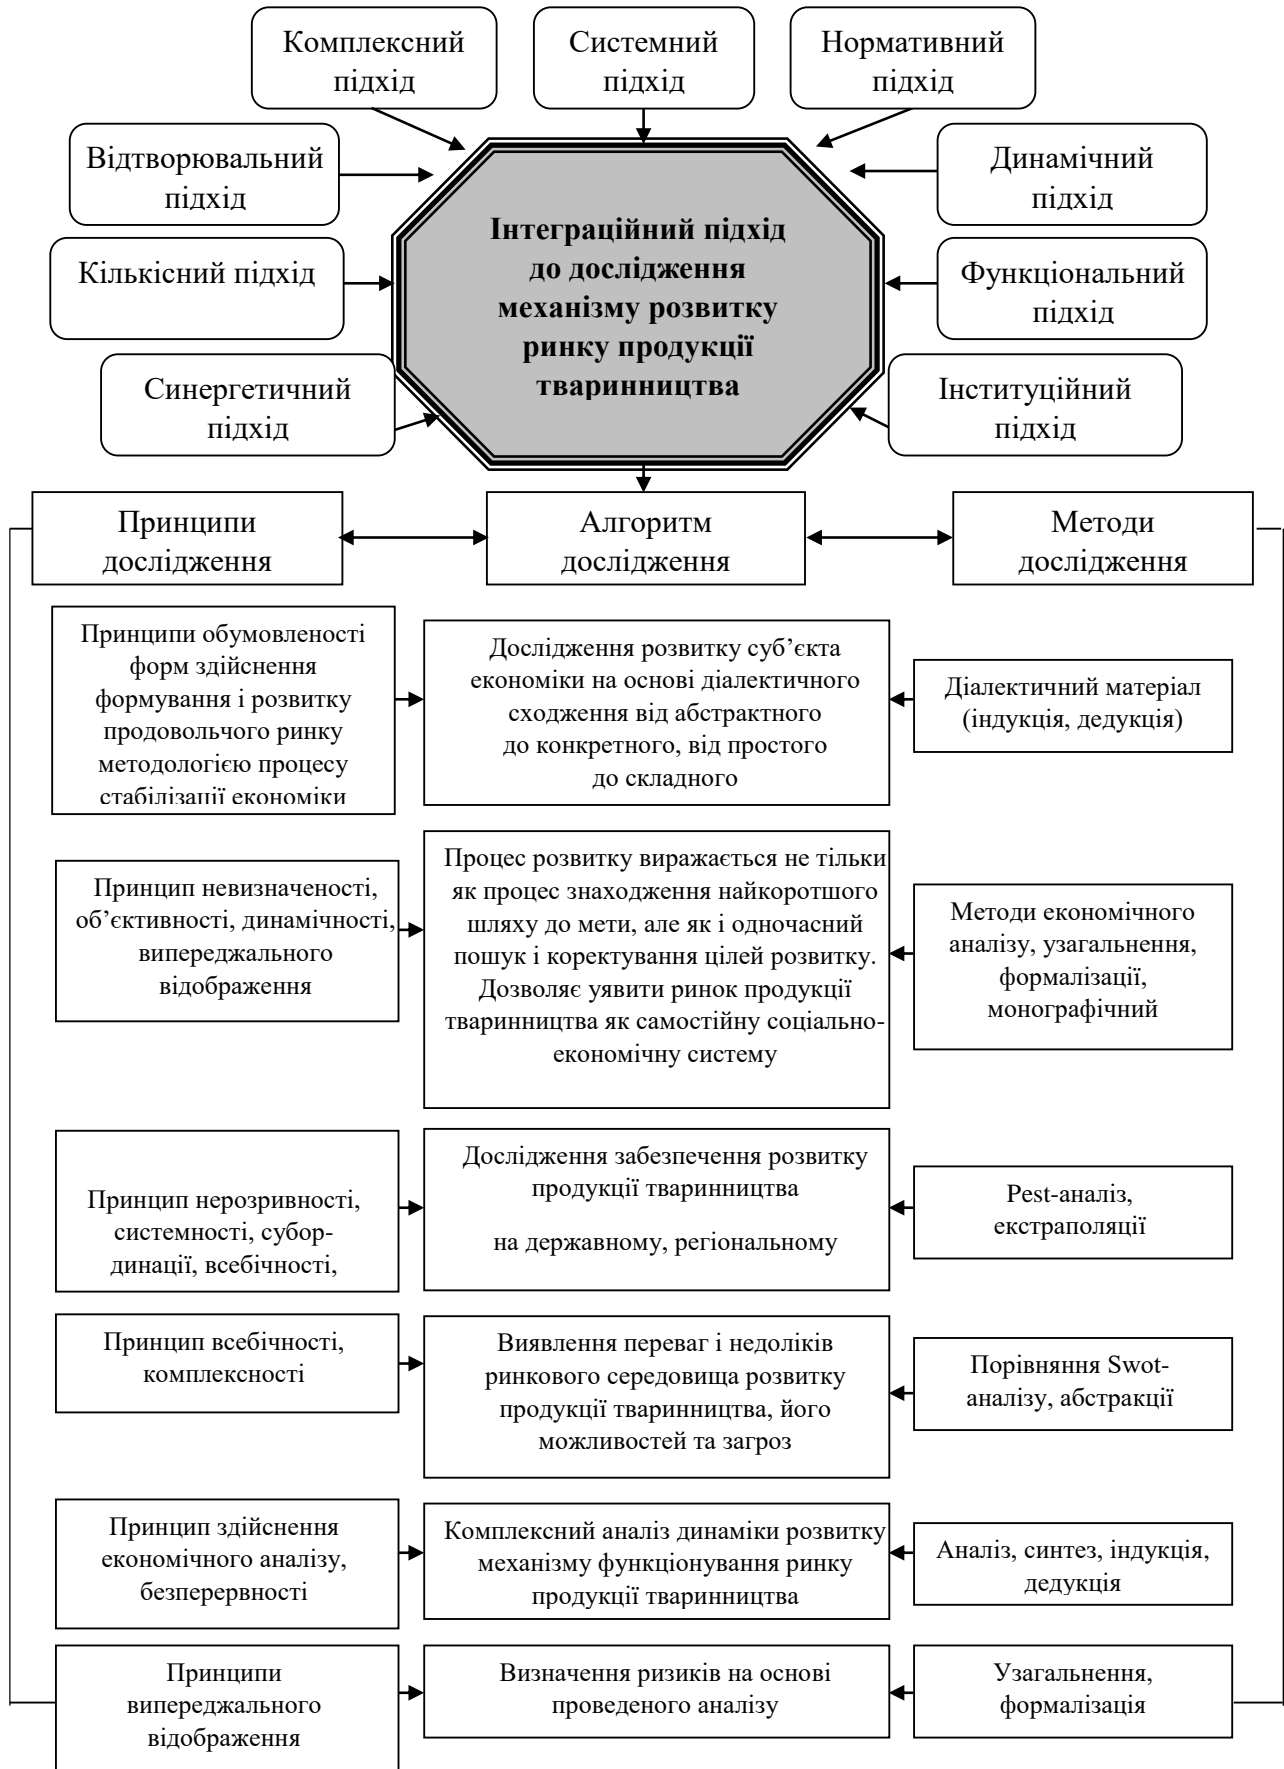 Комплексний
підхід
Системний
підхід
Нормативний
підхід
Відтворювальний
підхід
Динамічний
підхід
Інтеграційний підхід
до дослідження
механізму розвитку
ринку продукції
тваринництва
Кількісний підхід
Функціональний
підхід
Синергетичний
підхід
Інституційний
підхід
Принципи
дослідження
Алгоритм
дослідження
Методи
дослідження
Принципи обумовленості
форм здійснення
формування і розвитку
продовольчого ринку
методологією процесу
стабілізації економіки
Дослідження розвитку суб’єкта
економіки на основі діалектичного
сходження від абстрактного
до конкретного, від простого
до складного
Діалектичний матеріал
(індукція, дедукція)
Принцип невизначеності,
об’єктивності, динамічності,
випереджального
відображення
Процес розвитку виражається не тільки
як процес знаходження найкоротшого
шляху до мети, але як і одночасний
пошук і коректування цілей розвитку.
Дозволяє уявити ринок продукції
тваринництва як самостійну соціально-
економічну систему
Методи економічного
аналізу, узагальнення,
формалізації,
монографічний
Принцип нерозривності,
системності, субор-
динації, всебічності,
Дослідження забезпечення розвитку
продукції тваринництва
на державному, регіональному
Pest-аналіз,
екстраполяції
Принцип всебічності,
комплексності
Виявлення переваг і недоліків
ринкового середовища розвитку
продукції тваринництва, його
можливостей та загроз
Порівняння Swot-
аналізу, абстракції
Принцип здійснення
економічного аналізу,
безперервності
Комплексний аналіз динаміки розвитку
механізму функціонування ринку
продукції тваринництва
Аналіз, синтез, індукція,
дедукція
Принципи
випереджального
відображення
Визначення ризиків на основі
проведеного аналізу
Узагальнення,
формалізація